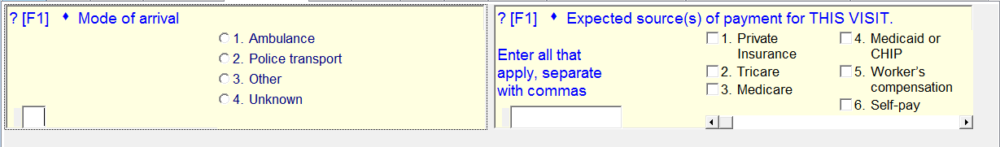 ? [F1] ♦ Mode of arrival
1. Ambulance
2. Police transport
3. Other
4. Unknown
? [F1] ♦ Expected source(s) of payment for THIS VISIT.
Enter all that
apply, separate
with commas
1. Private
Insurance
2. Tricare
3. Medicare
4. Medicaid or
CHIP
5. Worker's
compensation
6. Self-pay